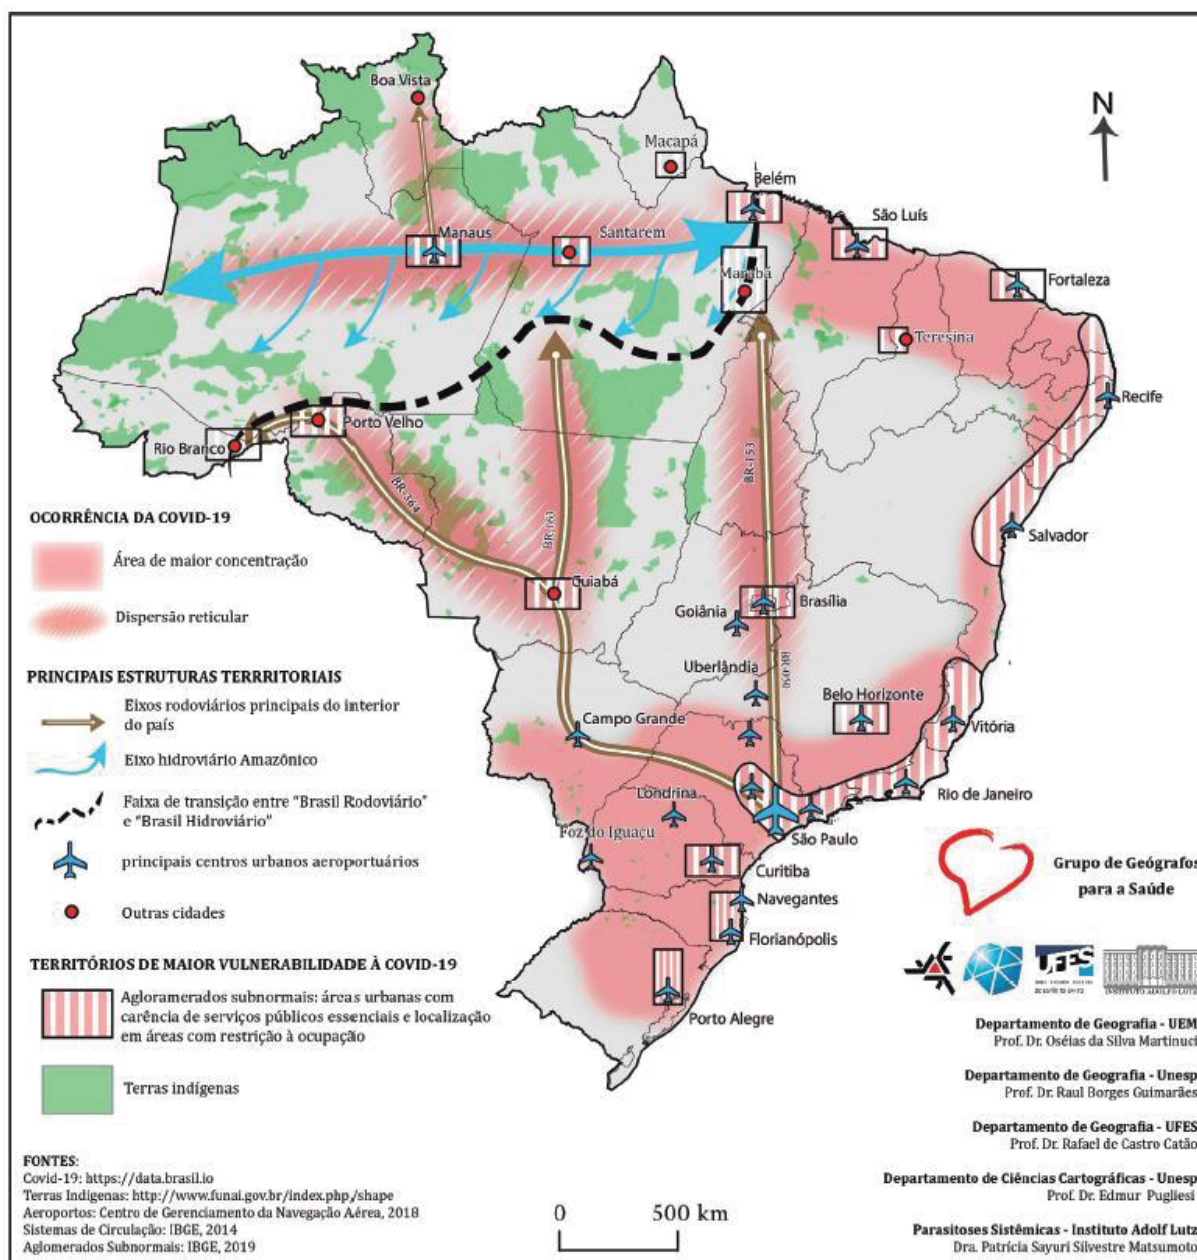 Boa Vista
Macapá
N
Belém
São Luís
Manaus
Santarem
Marabá
Fortaleza
Teresina
Recife
Porto Velho
Rio Branco
BR-364
BR-163
BR-153
Salvador
OCORRÊNCIA DA COVID-19
Área de maior concentração
Dispersão reticular
Cuiabá
Brasília
Goiânia
Uberlândia
BR-050
Belo Horizonte
Vitória
Campo Grande
Londrina
Rio de Janeiro
São Paulo
Foz do Iguaçu
Curitiba
Navegantes
Florianópolis
Porto Alegre
PRINCIPAIS ESTRUTURAS TERRRITORIAIS
Eixos rodoviários principais do interior
do país
Eixo hidroviário Amazônico
Faixa de transição entre “Brasil Rodoviário”
e “Brasil Hidroviário”
principais centros urbanos aeroportuários
Outras cidades
TERRITÓRIOS DE MAIOR VULNERABILIDADE À COVID-19
Agloramerados subnormais: áreas urbanas com
carência de serviços públicos essenciais e localização
em áreas com restrição à ocupação
Terras indígenas
FONTES:
Covid-19: https://data.brasil.io
Terras Indigenas: http://www.funai.gov.br/index.php/shape
Aeroportos: Centro de Gerenciamento da Navegação Aérea, 2018
Sistemas de Circulação: IBGE, 2014
Aglomerados Subnormais: IBGE, 2019
0 500 km
Grupo de Geógrafos
para a Saúde
UFES
INSTITUTO ADOLFO LUTZ
Departamento de Geografia - UEM
Prof. Dr. Oséias da Silva Martinuci
Departamento de Geografia - Unesp
Prof. Dr. Raul Borges Guimarães
Departamento de Geografia - UFES
Prof. Dr. Rafael de Castro Catão
Departamento de Ciências Cartográficas - Unesp
Prof. Dr. Edmur Pugliesi
Parasitoses Sistêmicas - Instituto Adolf Lutz
Dra. Patrícia Sayuri Silvestre Matsumoto